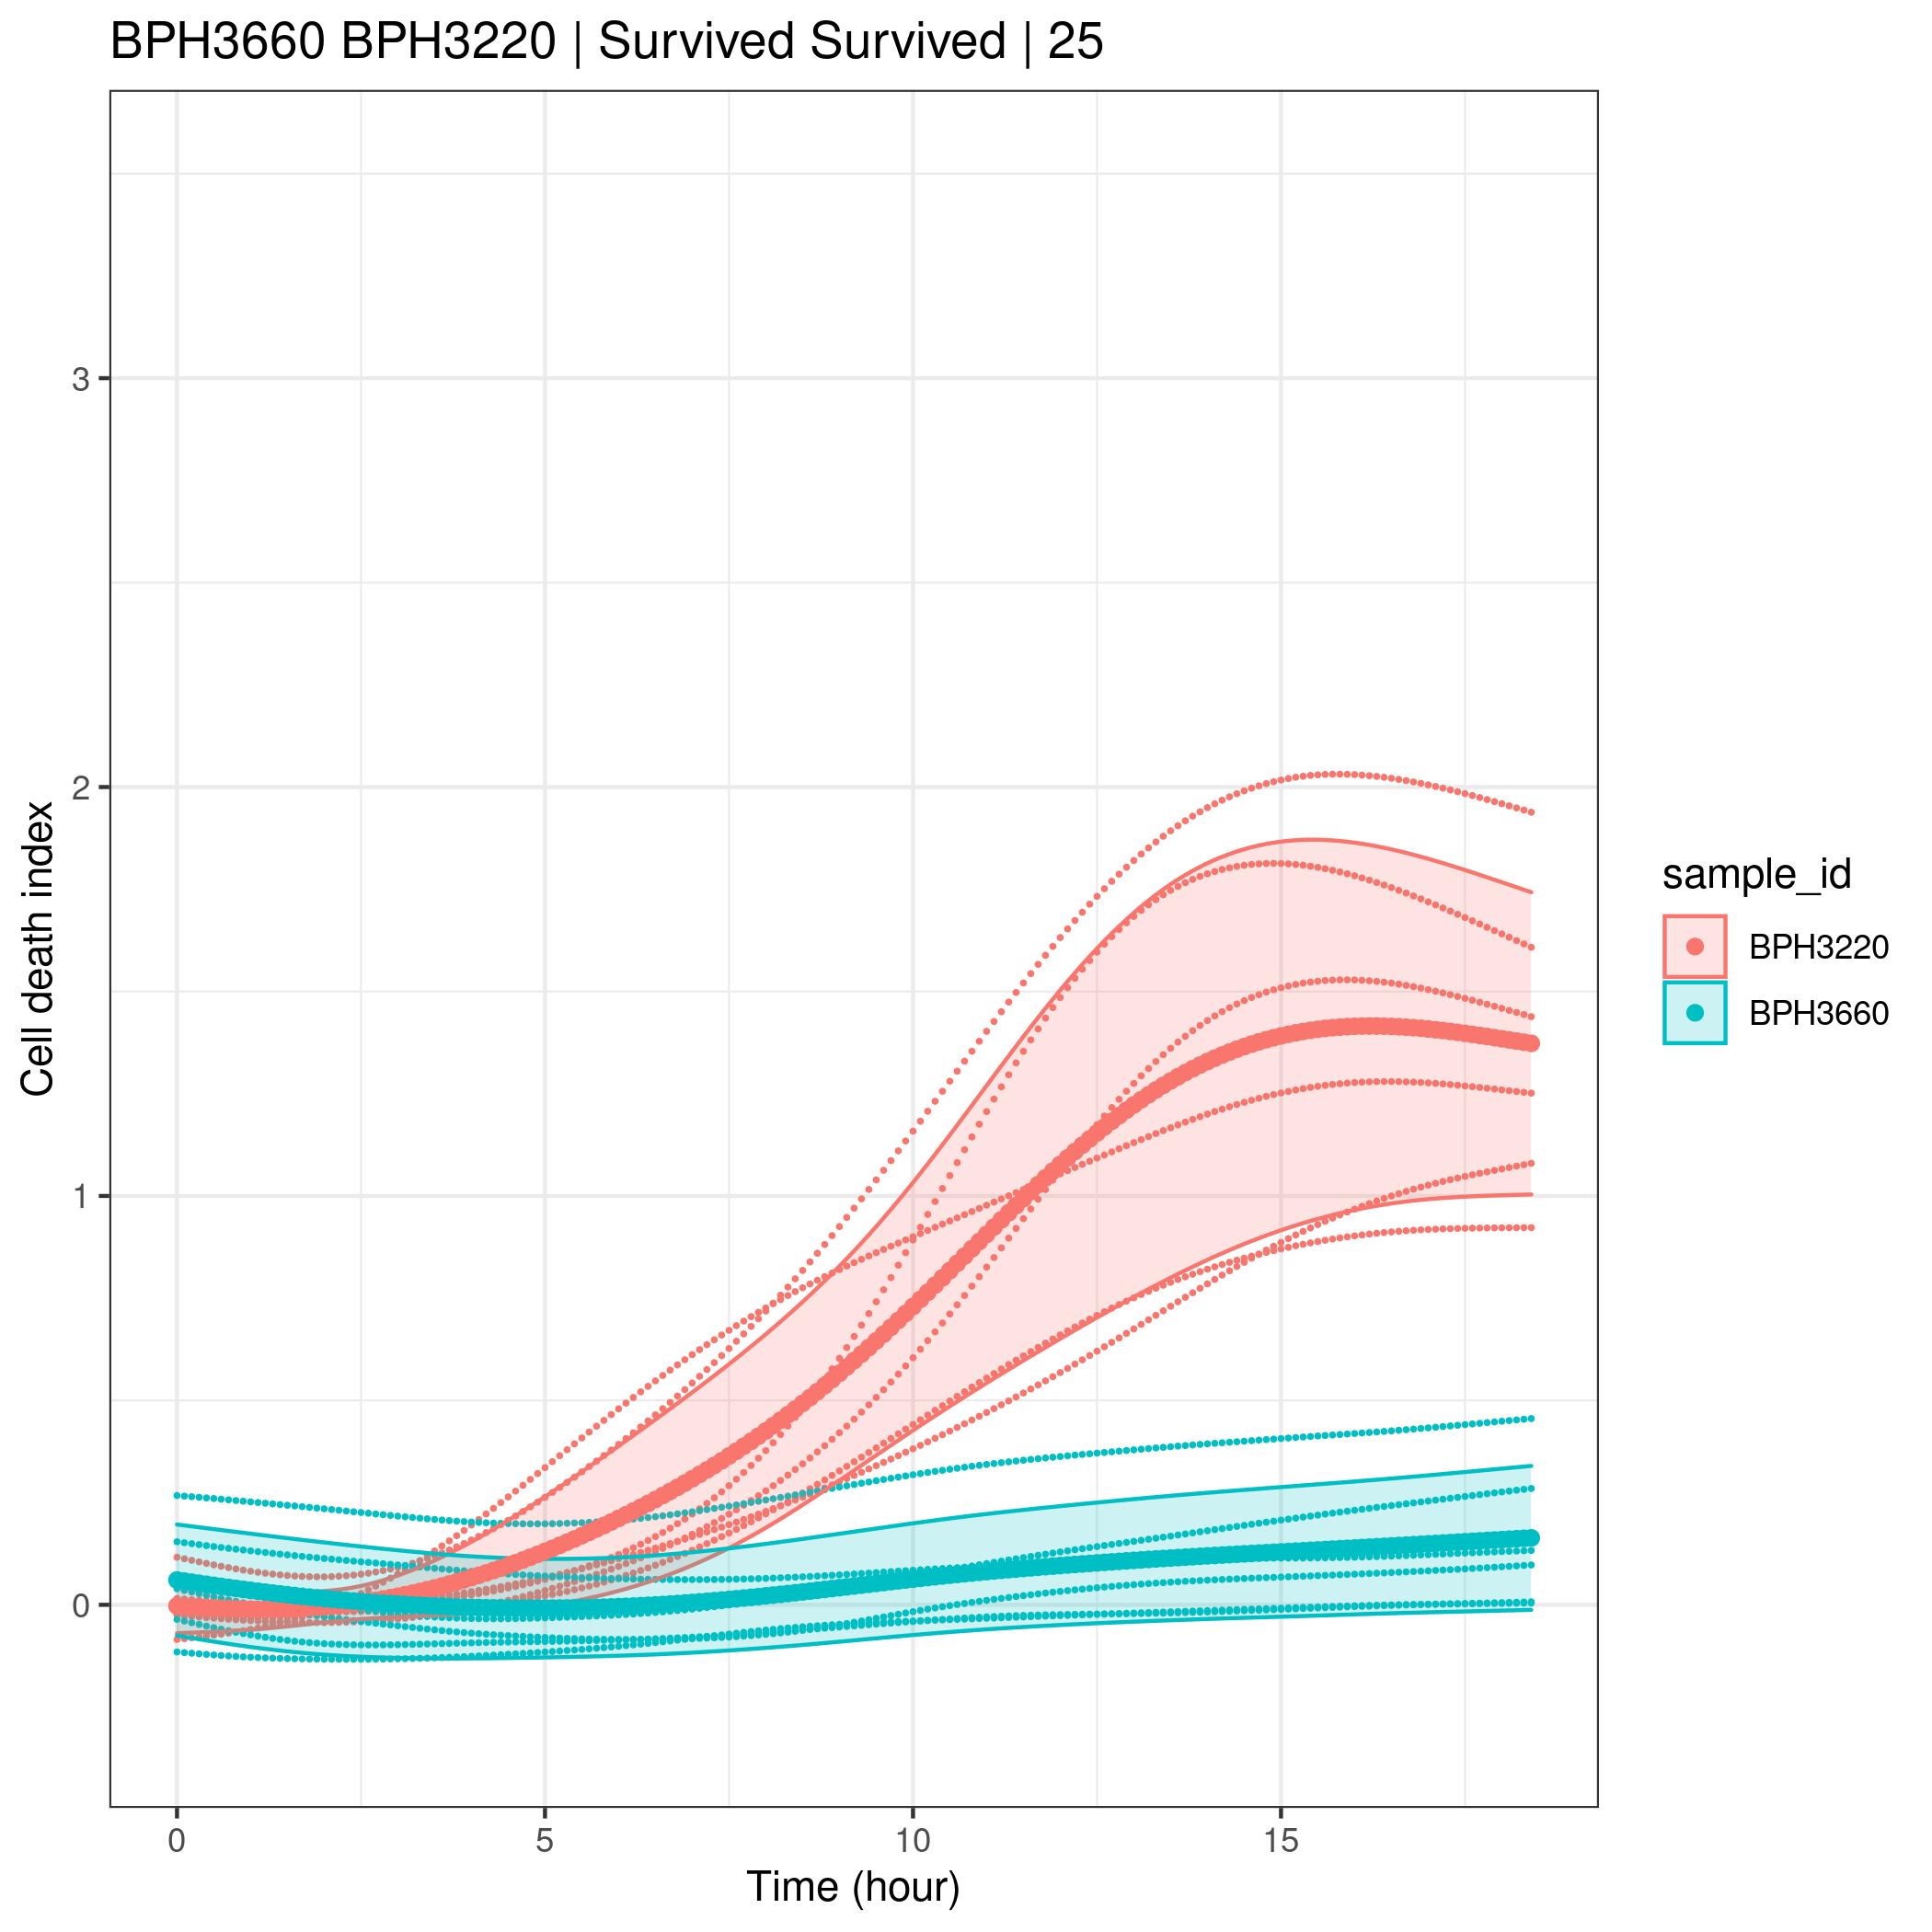 BPH3660 BPH3220 | Survived Survived | 25
Cell death index
3
2
1
0
0 5 10 15
Time (hour)
sample_id
BPH3220
BPH3660